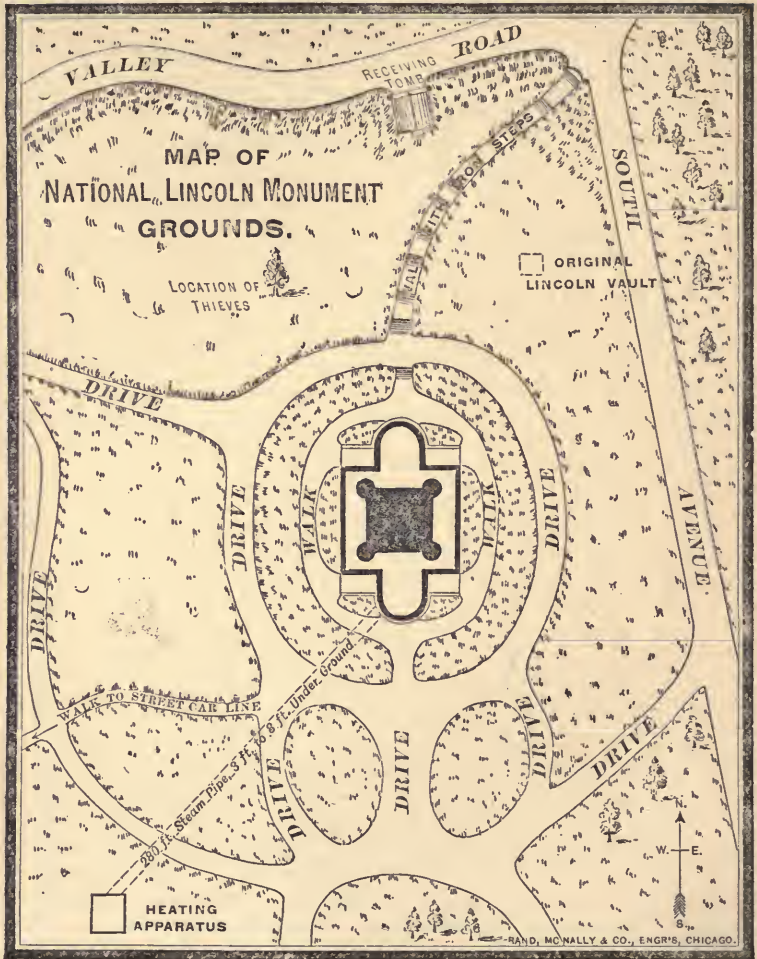 VALLEY ROAD
RECEIVING
TOMB
MAP OF
NATIONAL LINCOLN MONUMENT
GROUNDS.
WALK WITH IRON STEPS
SOUTH AVENUE
ORIGINAL
LINCOLN VAULT
LOCATION OF
THIEVES
DRIVE
DRIVE
WALK
WALK
DRIVE
DRIVE
WALK TO STREET CAR LINE
280 ft. Steam Pipe, 3 ft. to 8 ft. Under Ground.
DRIVE
DRIVE
DRIVE
DRIVE
N.
W. E.
S.
HEATING
APPARATUS
RAND, MCNALLY & CO., ENGR'S, CHICAGO.